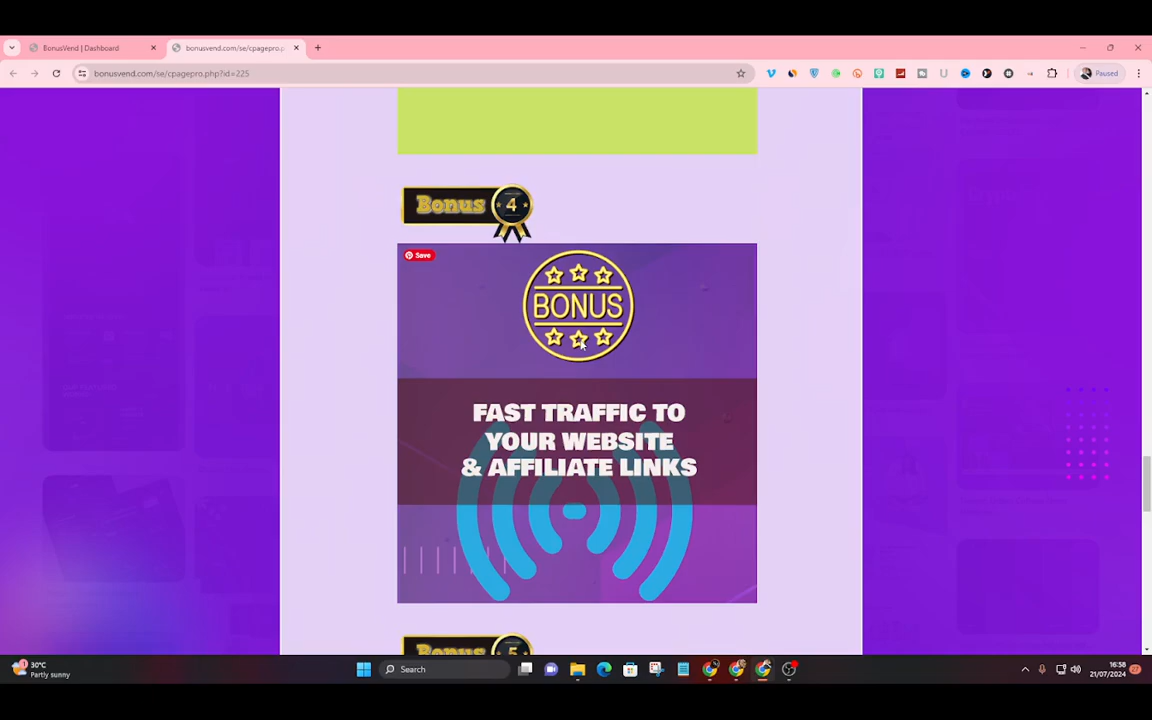 BonusVend | Dashboard
bonusvend.com/se/cpagepro.p
bonusvend.com/se/cpagepro.php?id=225
Paused
Bonus 4
Save
BONUS
FAST TRAFFIC TO
YOUR WEBSITE
& AFFILIATE LINKS
Bonus 5
30°C
Partly sunny
Search
16:58
21/07/2024